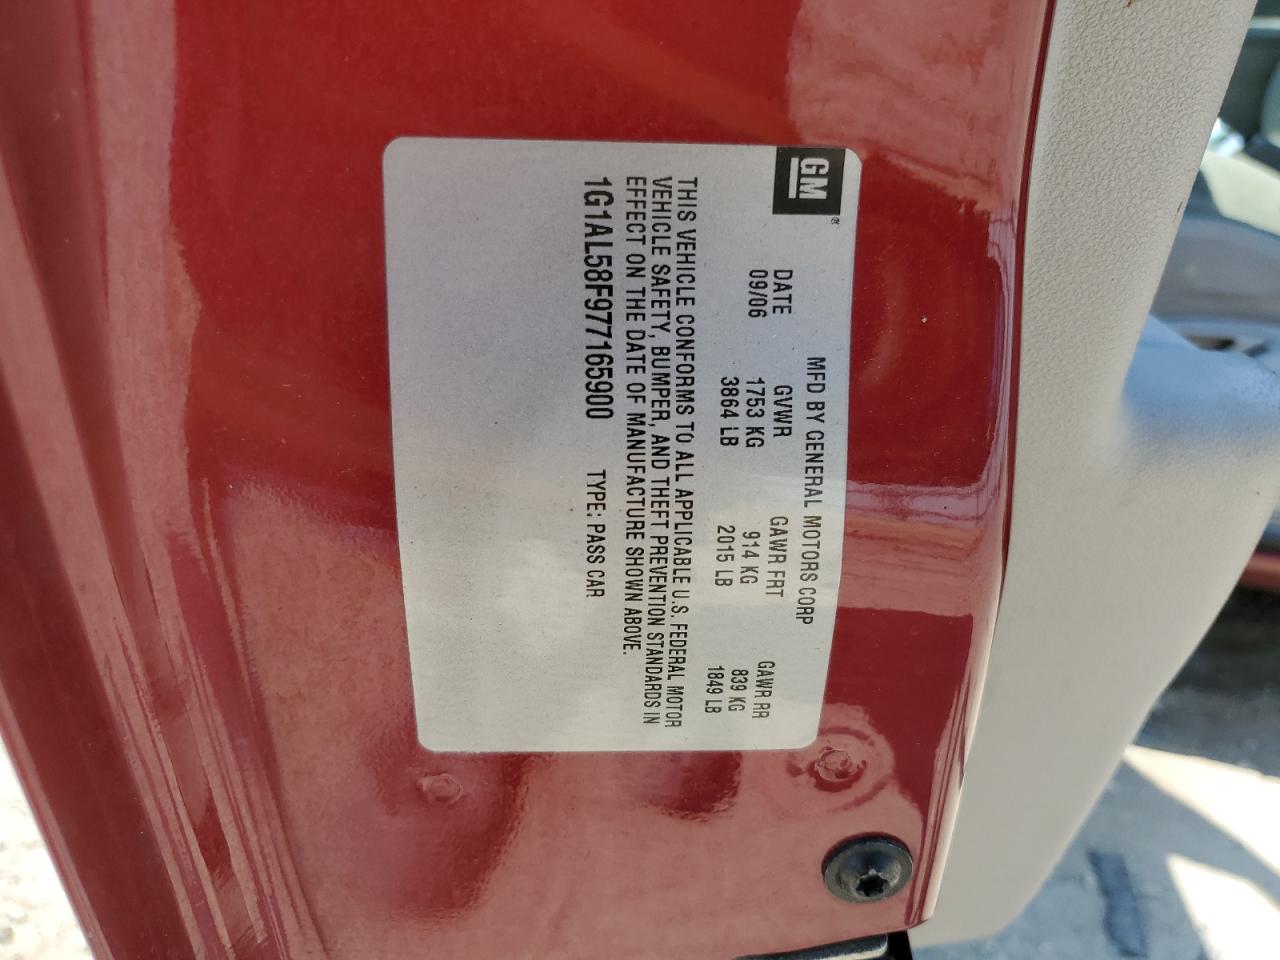 GM®
MFD BY GENERAL MOTORS CORP
DATE GVWR GAWR FRT GAWR RR
09/06 1753 KG 914 KG 839 KG
3864 LB 2015 LB 1849 LB
THIS VEHICLE CONFORMS TO ALL APPLICABLE U.S. FEDERAL MOTOR
VEHICLE SAFETY, BUMPER, AND THEFT PREVENTION STANDARDS IN
EFFECT ON THE DATE OF MANUFACTURE SHOWN ABOVE.
1G1AL58F977165900 TYPE: PASS CAR